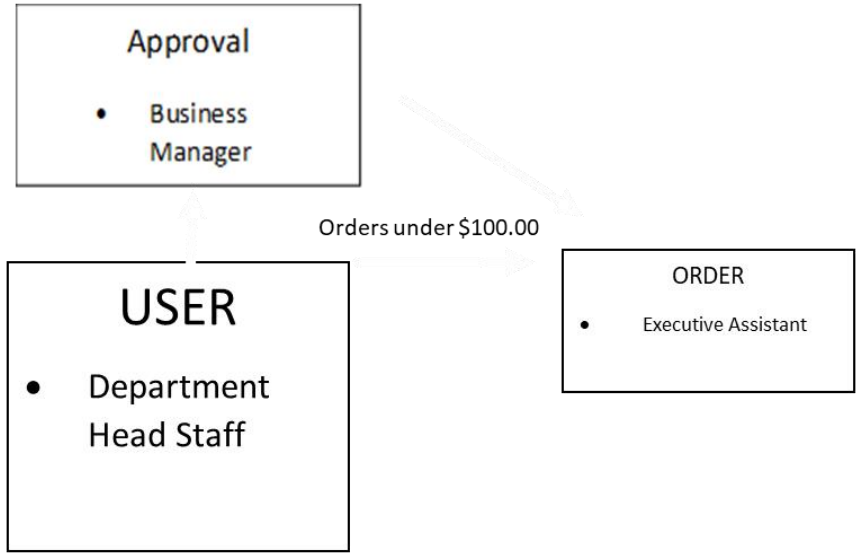 Approval
• Business
Manager
Orders under $100.00
USER
• Department
Head Staff
ORDER
• Executive Assistant